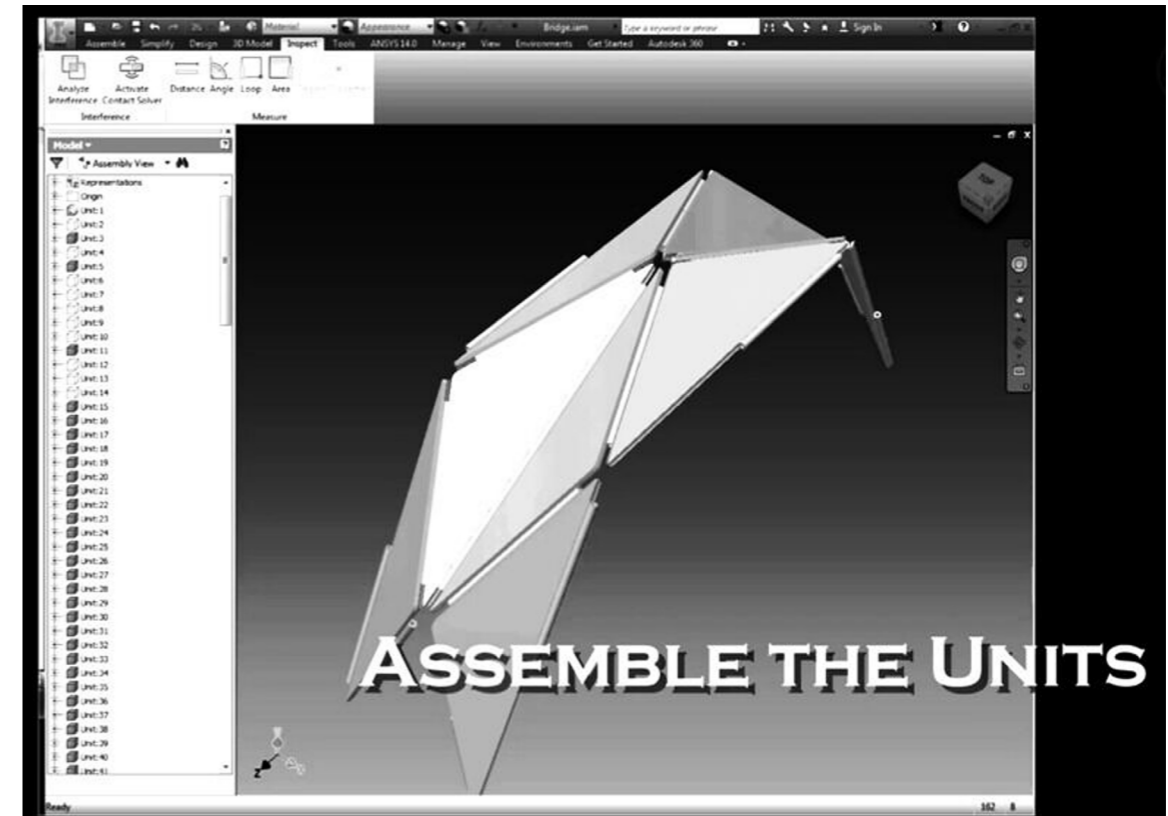 Material Appearance Bridge.iam Type a keyword or phrase Sign In
Assemble Simplify Design 3D Model Inspect Tools ANSYS 14.0 Manage View Environments Get Started Autodesk 360
Analyze Activate Distance Angle Loop Area
Interference Contact Solver
Interference Measure
Model
Assembly View
Representations
Origin
Unit:1
Unit:2
Unit:3
Unit:4
Unit:5
Unit:6
Unit:7
Unit:8
Unit:9
Unit:10
Unit:11
Unit:12
Unit:13
Unit:14
Unit:15
Unit:16
Unit:17
Unit:18
Unit:19
Unit:20
Unit:21
Unit:22
Unit:23
Unit:24
Unit:25
Unit:26
Unit:27
Unit:28
Unit:29
Unit:30
Unit:31
Unit:32
Unit:33
Unit:34
Unit:35
Unit:36
Unit:37
Unit:38
Unit:39
Unit:40
Unit:41
TOP
ASSEMBLE THE UNITS
Z
Ready 162 8